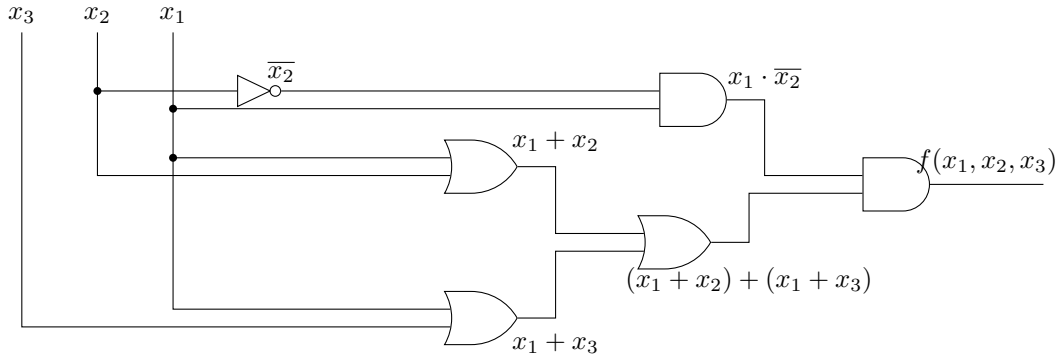 x₃ x₂ x₁
x̅₂
x₁ · x̅₂
x₁ + x₂
f(x₁, x₂, x₃)
(x₁ + x₂) + (x₁ + x₃)
x₁ + x₃